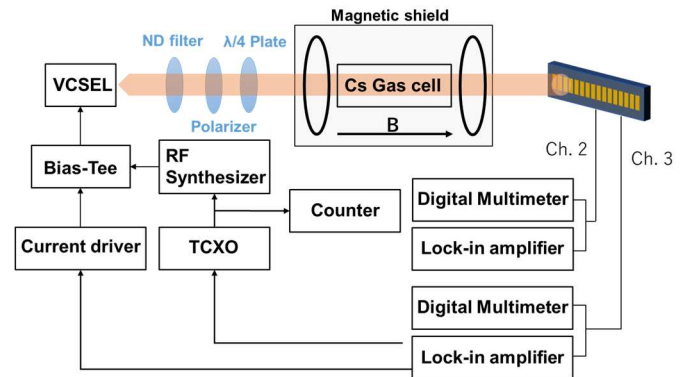 Magnetic shield
ND filter
λ/4 Plate
VCSEL
Cs Gas cell
Polarizer
B
Ch. 2
Ch. 3
Bias-Tee
RF
Synthesizer
Counter
Digital Multimeter
Current driver
TCXO
Lock-in amplifier
Digital Multimeter
Lock-in amplifier